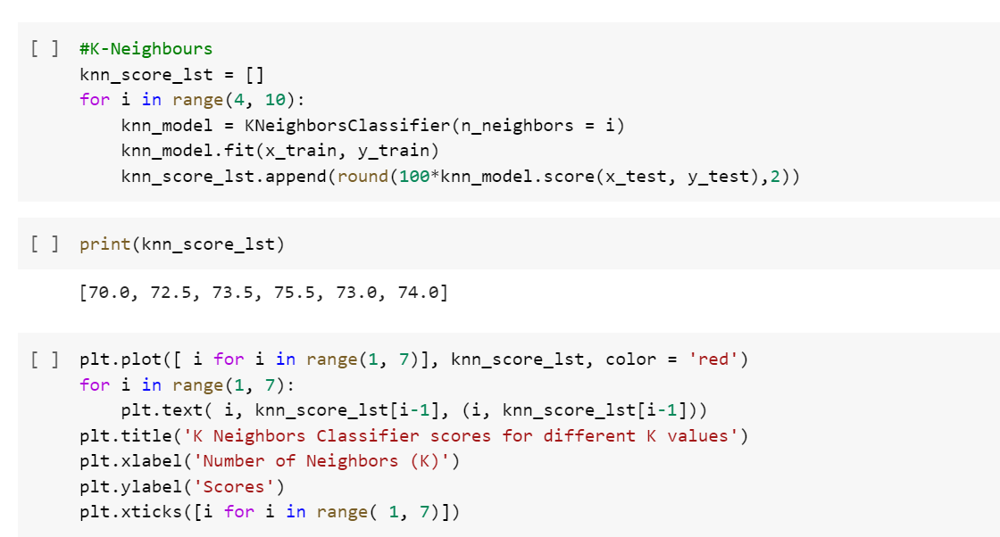 [ ] #K-Neighbours
knn_score_lst = []
for i in range(4, 10):
    knn_model = KNeighborsClassifier(n_neighbors = i)
    knn_model.fit(x_train, y_train)
    knn_score_lst.append(round(100*knn_model.score(x_test, y_test),2))
[ ] print(knn_score_lst)
[70.0, 72.5, 73.5, 75.5, 73.0, 74.0]
[ ] plt.plot([ i for i in range(1, 7)], knn_score_lst, color = 'red')
for i in range(1, 7):
    plt.text( i, knn_score_lst[i-1], (i, knn_score_lst[i-1]))
plt.title('K Neighbors Classifier scores for different K values')
plt.xlabel('Number of Neighbors (K)')
plt.ylabel('Scores')
plt.xticks([i for i in range( 1, 7)])